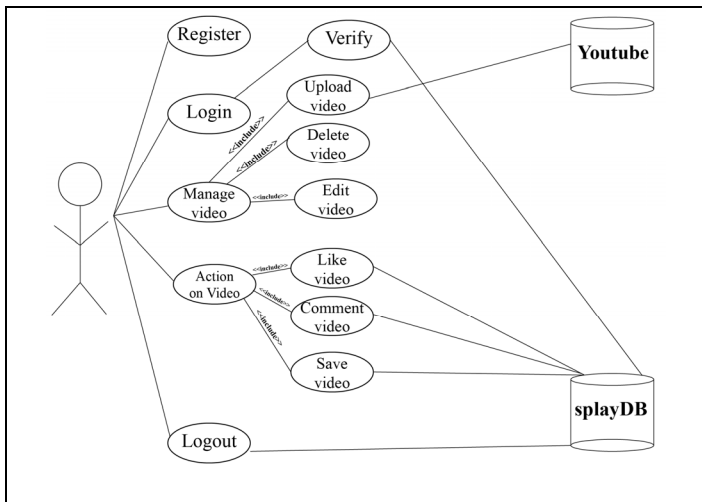 Register
Verify
Youtube
Login
Upload
video
<<include>>
Delete
video
<<include>>
Manage
video
<<include>>
Edit
video
Action
on Video
<<include>>
Like
video
<<include>>
Comment
video
<<include>>
Save
video
splayDB
Logout